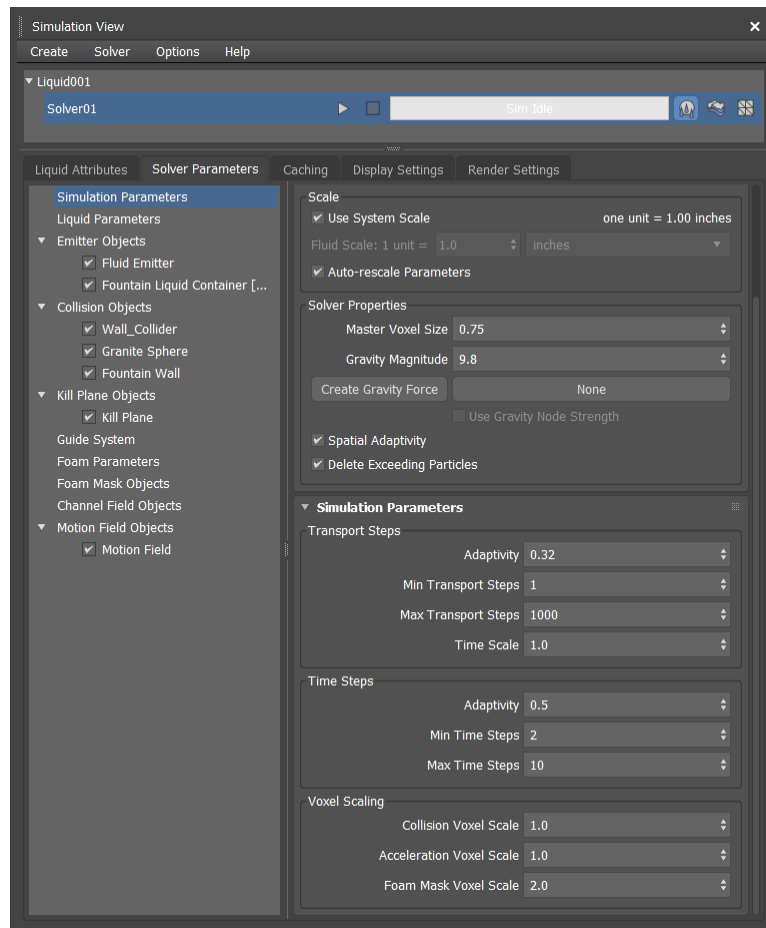 Simulation View
Create Solver Options Help
Liquid001
Solver01 Sim Idle
Liquid Attributes Solver Parameters Caching Display Settings Render Settings
Simulation Parameters
Liquid Parameters
Emitter Objects
Fluid Emitter
Fountain Liquid Container [...
Collision Objects
Wall_Collider
Granite Sphere
Fountain Wall
Kill Plane Objects
Kill Plane
Guide System
Foam Parameters
Foam Mask Objects
Channel Field Objects
Motion Field Objects
Motion Field
Scale
Use System Scale one unit = 1.00 inches
Fluid Scale: 1 unit = 1.0 inches
Auto-rescale Parameters
Solver Properties
Master Voxel Size 0.75
Gravity Magnitude 9.8
Create Gravity Force None
Use Gravity Node Strength
Spatial Adaptivity
Delete Exceeding Particles
Simulation Parameters
Transport Steps
Adaptivity 0.32
Min Transport Steps 1
Max Transport Steps 1000
Time Scale 1.0
Time Steps
Adaptivity 0.5
Min Time Steps 2
Max Time Steps 10
Voxel Scaling
Collision Voxel Scale 1.0
Acceleration Voxel Scale 1.0
Foam Mask Voxel Scale 2.0